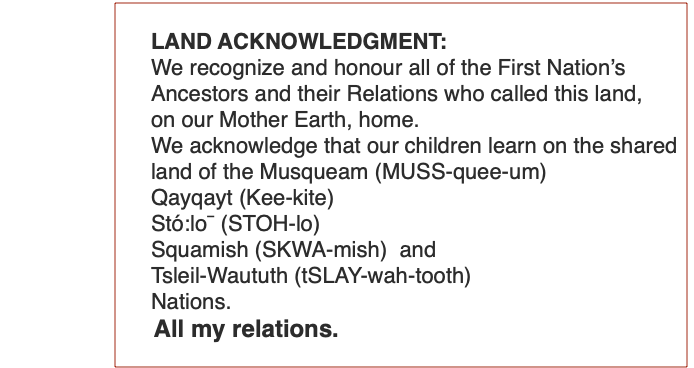 LAND ACKNOWLEDGMENT:
We recognize and honour all of the First Nation’s
Ancestors and their Relations who called this land,
on our Mother Earth, home.
We acknowledge that our children learn on the shared
land of the Musqueam (MUSS-quee-um)
Qayqayt (Kee-kite)
Stó:lo¯ (STOH-lo)
Squamish (SKWA-mish)  and
Tsleil-Waututh (tSLAY-wah-tooth)
Nations.
All my relations.